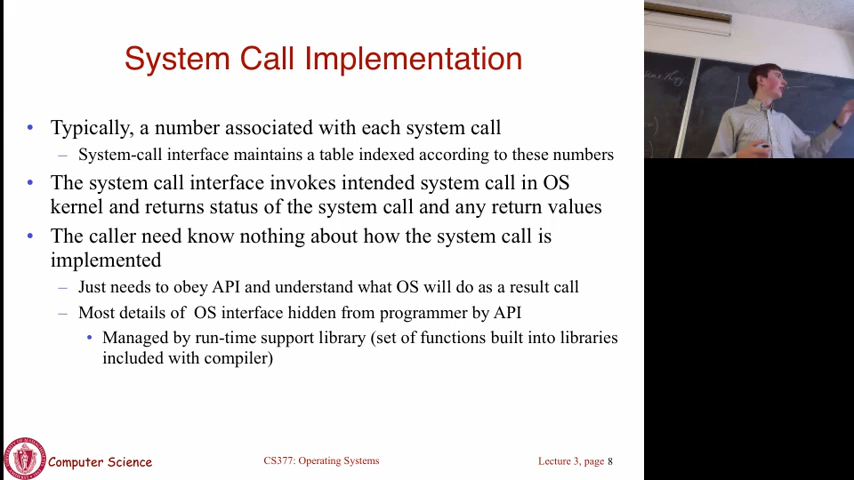 System Call Implementation
• Typically, a number associated with each system call
– System-call interface maintains a table indexed according to these numbers
• The system call interface invokes intended system call in OS
kernel and returns status of the system call and any return values
• The caller need know nothing about how the system call is
implemented
– Just needs to obey API and understand what OS will do as a result call
– Most details of OS interface hidden from programmer by API
• Managed by run-time support library (set of functions built into libraries
included with compiler)
Computer Science
CS377: Operating Systems
Lecture 3, page 8